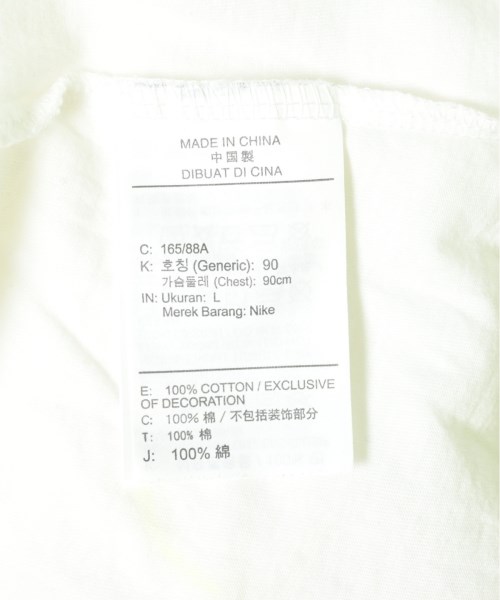 MADE IN CHINA
中国製
DIBUAT DI CINA
C: 165/88A
K: 호칭 (Generic): 90
가슴둘레 (Chest): 90cm
IN: Ukuran: L
Merek Barang: Nike
E: 100% COTTON / EXCLUSIVE
OF DECORATION
C: 100% 棉 / 不包括装饰部分
T: 100% 棉
J: 100% 綿